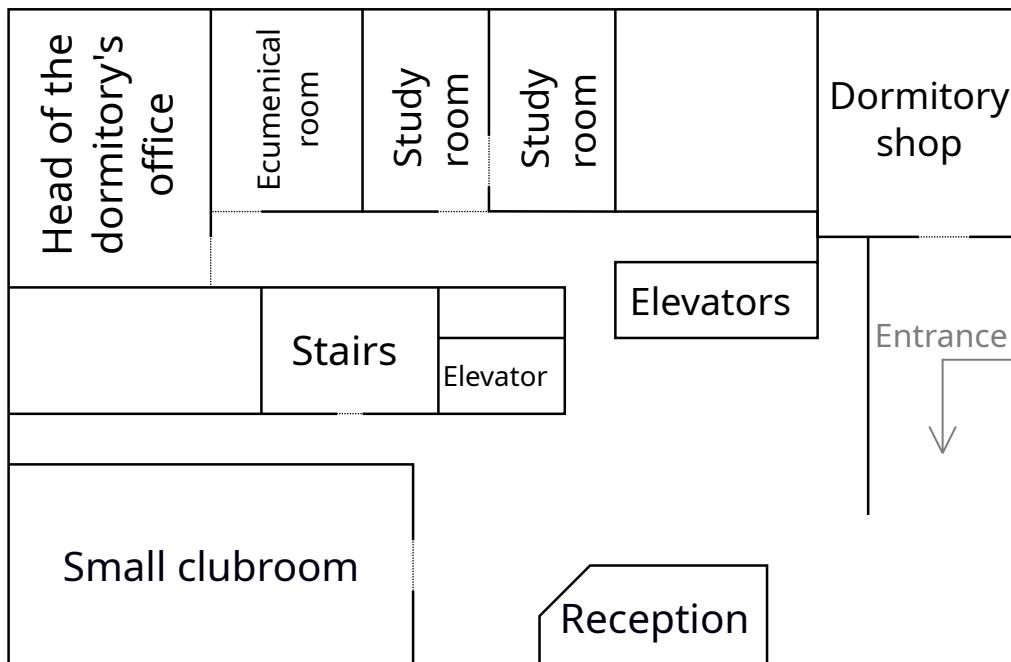 Head of the
dormitory's
office
Ecumenical
room
Study
room
Study
room
Dormitory
shop
Elevators
Entrance
Stairs
Elevator
Small clubroom
Reception